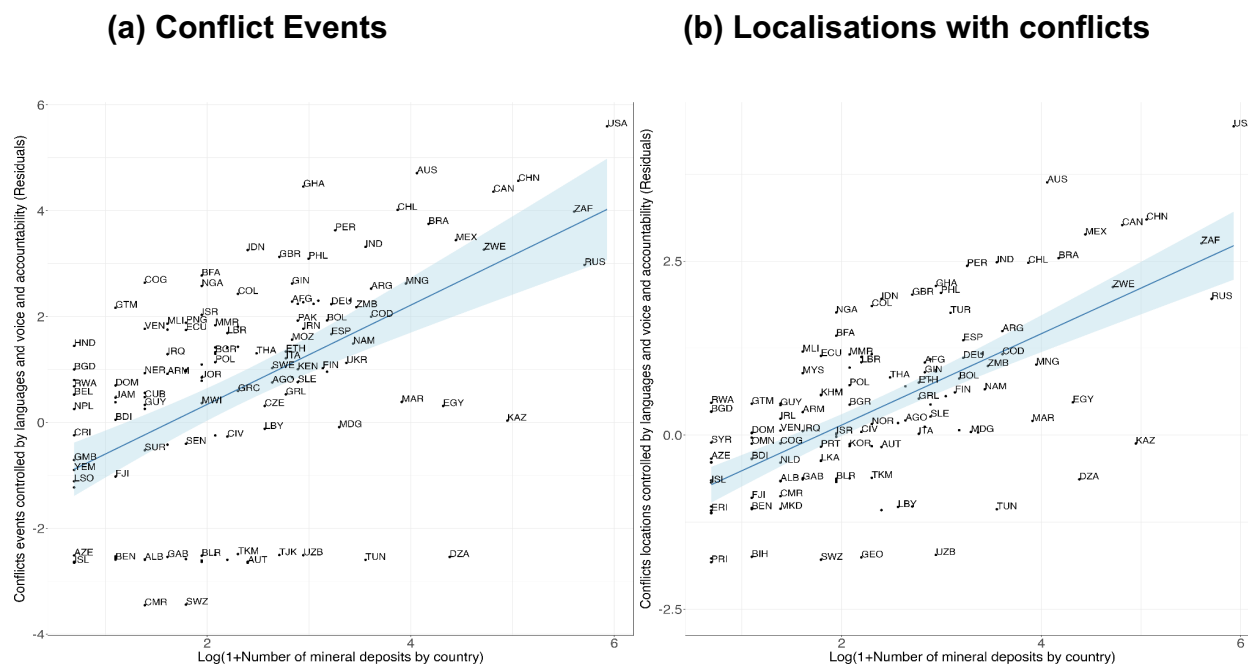 (a) Conflict Events
(b) Localisations with conflicts
Conflicts events controlled by languages and voice and accountability (Residuals)
6
4
2
0
-2
-4
USA
AUS
CHN
GHA
CAN
CHL
ZAF
BRA
PER
MEX
IDN
IND
ZWE
GBR
PHL
RUS
BFA
COG
NGA
GIN
MNG
COL
ARG
AFG
DEU
GTM
ZMB
ISR
COD
VEN
MLI
PNG
MMR
PAK
BOL
ECU
LBR
IRN
ESP
HND
MOZ
NAM
IRQ
BGR
THA
ETH
POL
ITA
UKR
BGD
NER
ARM
SWE
KEN
FIN
JOR
RWA
DOM
AGO
SLE
BEL
JAM
CUB
GRC
GRL
NPL
GUY
MWI
CZE
MAR
EGY
BDI
KAZ
LBY
MDG
CRI
CIV
SEN
SUR
GMB
YEM
FJI
LSO
AZE
ISL
BEN
ALB
GAB
BLR
TKM
AUT
TJK
UZB
TUN
DZA
CMR
SWZ
2
4
6
Log(1+Number of mineral deposits by country)
Conflicts locations controlled by languages and voice and accountability (Residuals)
2.5
0.0
-2.5
US
AUS
CHN
CAN
MEX
ZAF
BRA
PER
IND
CHL
GHA
ZWE
GBR
PHL
IDN
RUS
COL
NGA
TUR
ARG
BFA
ESP
MLI
ECU
MMR
LBR
AFG
DEU
COD
GIN
ZMB
MNG
MYS
THA
BOL
POL
ETH
KHM
FIN
NAM
GRL
RWA
GTM
GUY
BGR
EGY
BGD
ARM
IRL
SLE
AGO
MAR
NOR
DOM
VEN
IRQ
ISR
CIV
ITA
MDG
SYR
OMN
COG
PRT
KOR
AUT
KAZ
AZE
BDI
NLD
LKA
ISL
ALB
GAB
BLR
TKM
DZA
FJI
CMR
ERI
BEN
MKD
LBY
TUN
PRI
BIH
SWZ
GEO
UZB
2
4
6
Log(1+Number of mineral deposits by country)